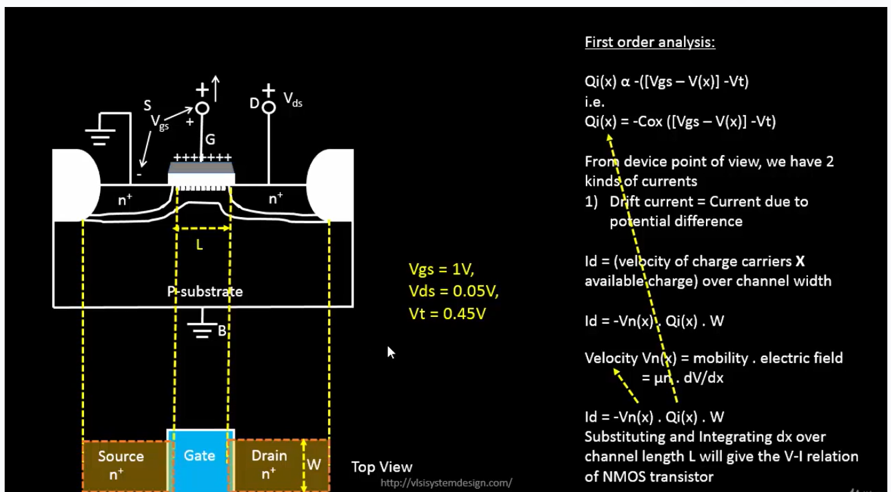 First order analysis:
Qi(x) α -([Vgs – V(x)] -Vt)
i.e.
Qi(x) = -Cox ([Vgs – V(x)] -Vt)
From device point of view, we have 2
kinds of currents
1) Drift current = Current due to
potential difference
Id = (velocity of charge carriers X
available charge) over channel width
Id = -Vn(x) . Qi(x) . W
Velocity Vn(x) = mobility . electric field
= μn . dV/dx
Id = -Vn(x) . Qi(x) . W
Substituting and Integrating dx over
channel length L will give the V-I relation
of NMOS transistor
S
Vgs
+
+
-
G
+++++++
D
+
Vds
n+
n+
L
P-substrate
B
Vgs = 1V,
Vds = 0.05V,
Vt = 0.45V
Source
n+
Gate
Drain
n+
W
Top View
http://vlsisystemdesign.com/